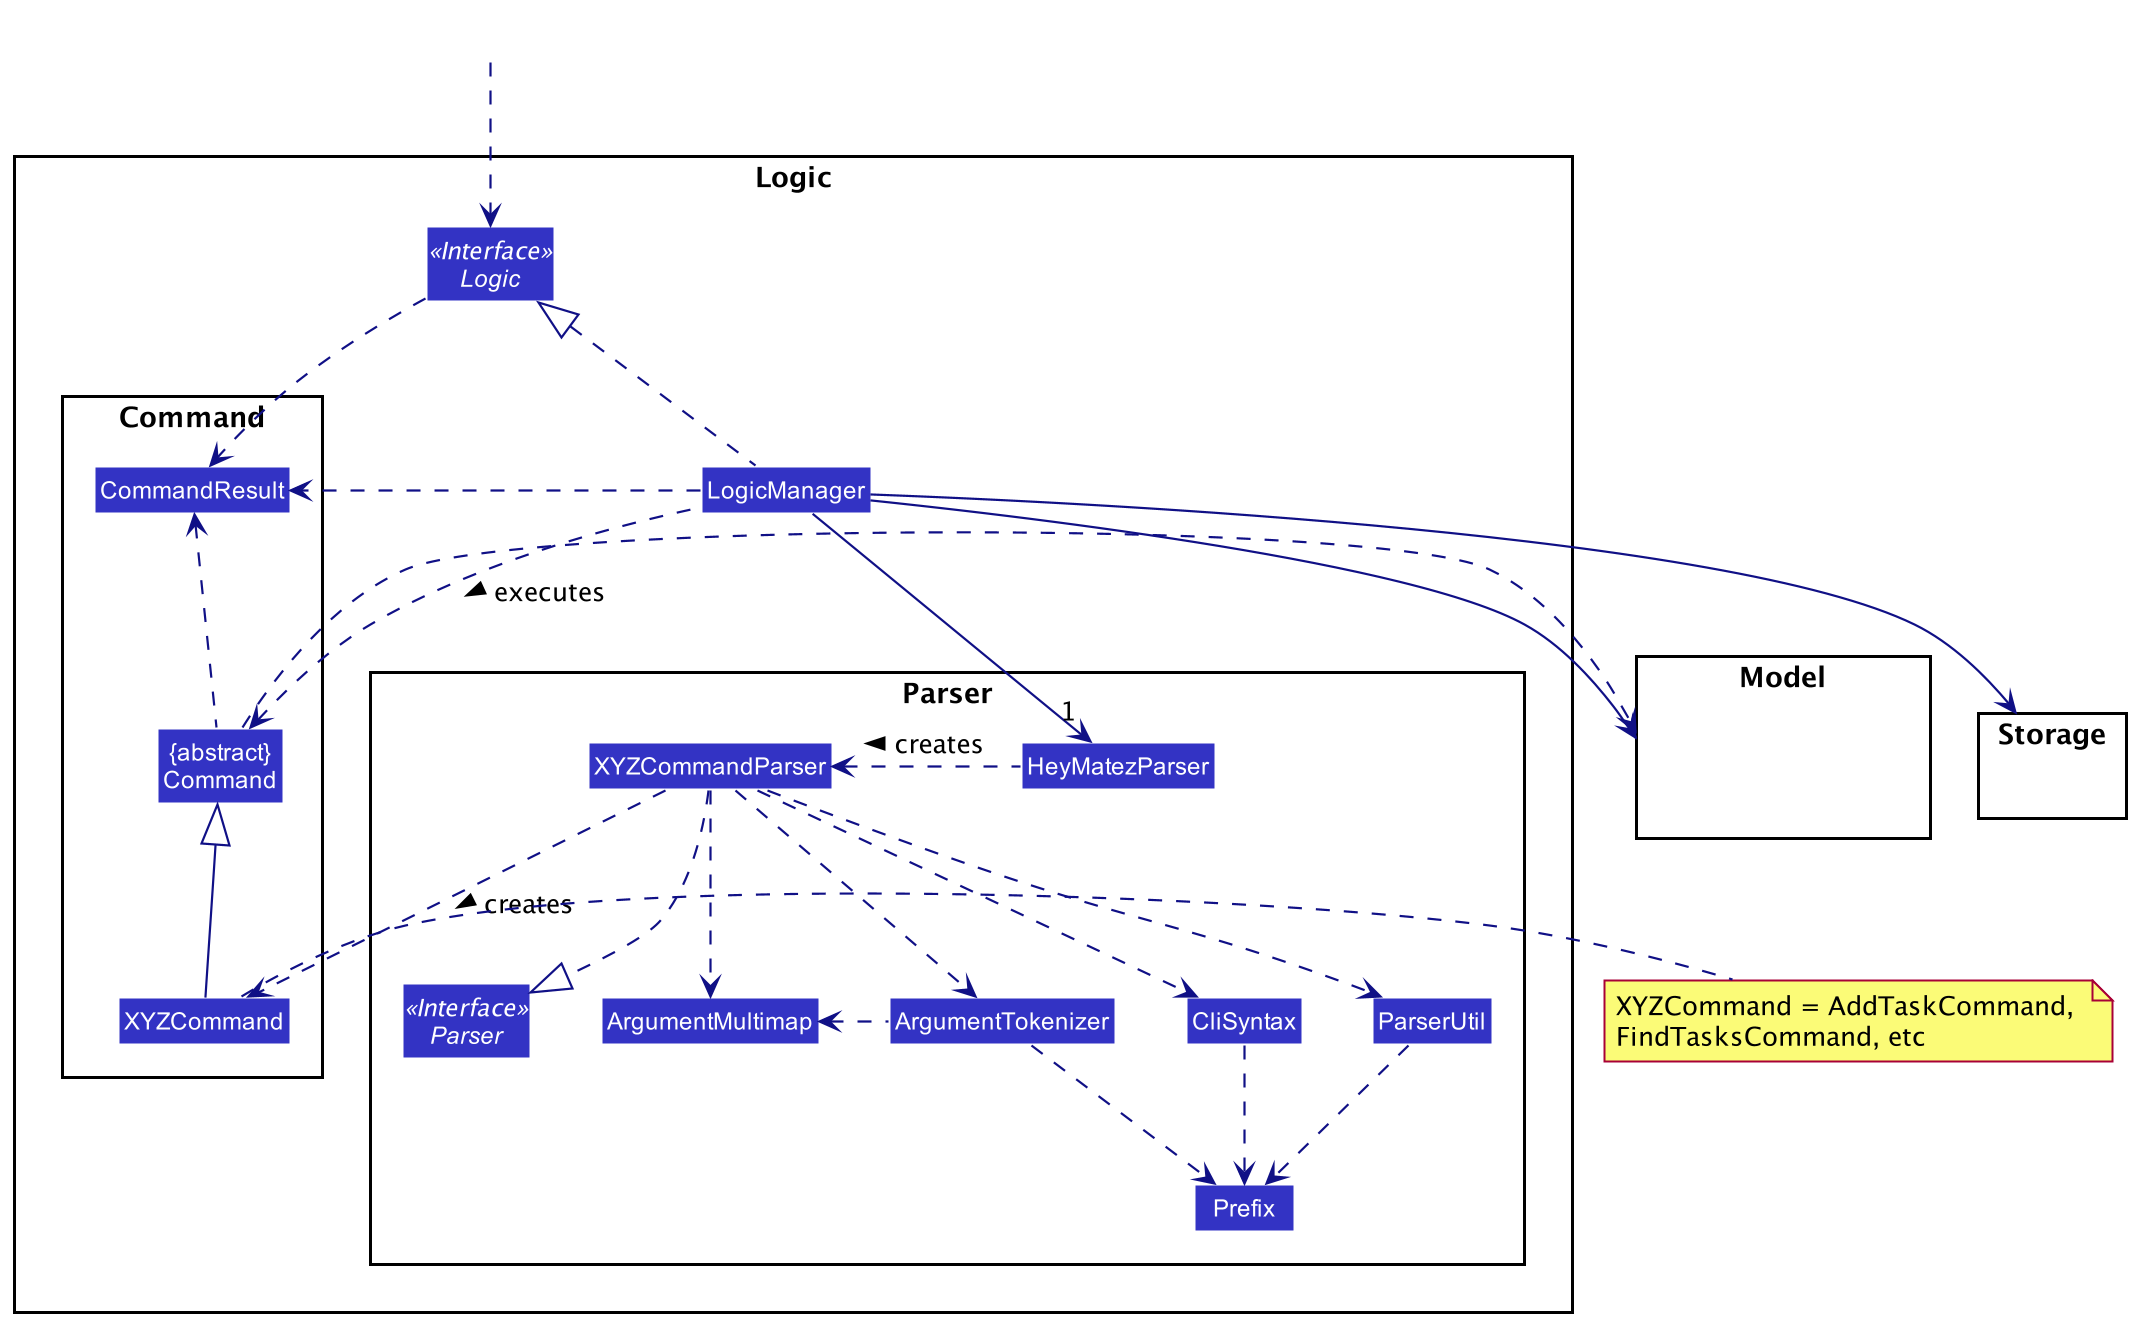 Logic
«Interface»
Logic
Command
CommandResult
LogicManager
executes
Model
Parser
1
Storage
creates
{abstract}
Command
XYZCommandParser
HeyMatezParser
creates
«Interface»
Parser
XYZCommand
ArgumentMultimap
ArgumentTokenizer
CliSyntax
ParserUtil
XYZCommand = AddTaskCommand,
FindTasksCommand, etc
Prefix